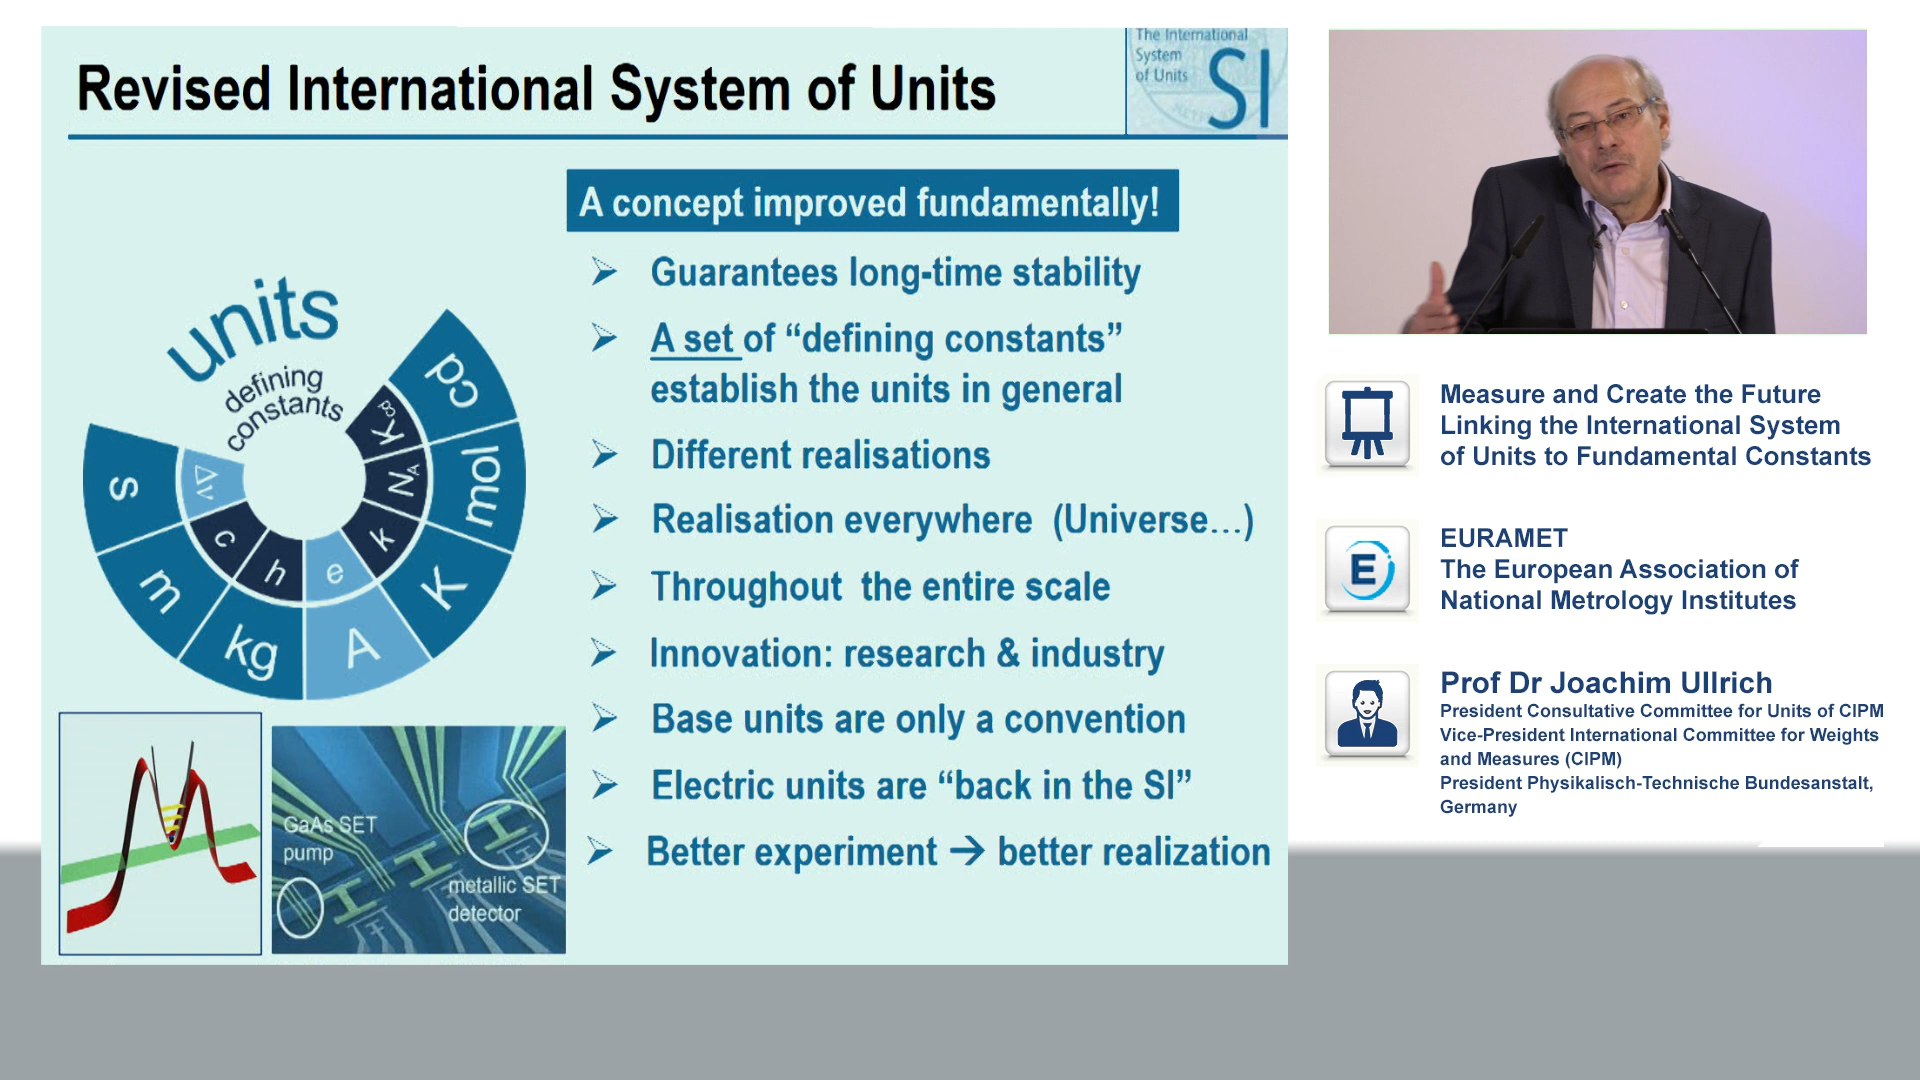 Revised International System of Units
The International
System
of Units
SI
A concept improved fundamentally!
Guarantees long-time stability
A set of “defining constants”
establish the units in general
Different realisations
Realisation everywhere (Universe…)
Throughout the entire scale
Innovation: research & industry
Base units are only a convention
Electric units are “back in the SI”
Better experiment → better realization
units
defining
constants
s
m
kg
A
K
mol
cd
Δν
c
h
e
k
NA
Kcd
GaAs SET
pump
metallic SET
detector
Measure and Create the Future
Linking the International System
of Units to Fundamental Constants
E
EURAMET
The European Association of
National Metrology Institutes
Prof Dr Joachim Ullrich
President Consultative Committee for Units of CIPM
Vice-President International Committee for Weights
and Measures (CIPM)
President Physikalisch-Technische Bundesanstalt,
Germany